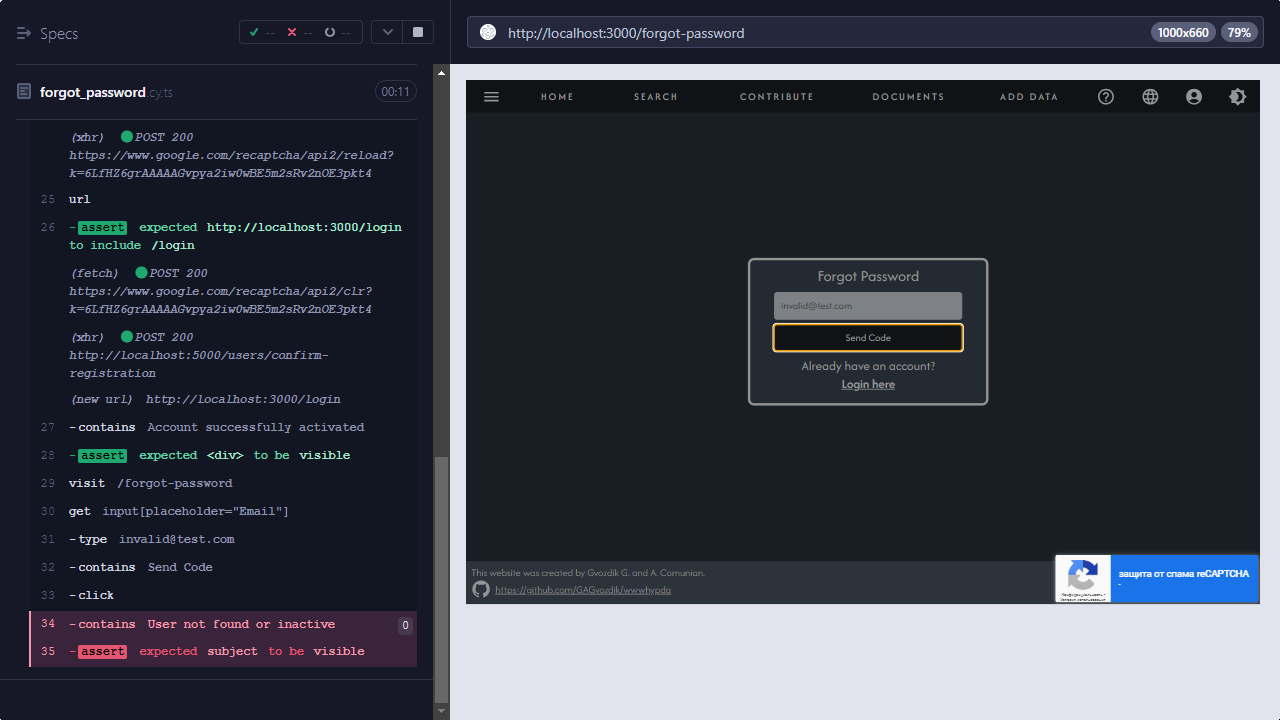 Specs
-- -- --
http://localhost:3000/forgot-password
1000x660
79%
forgot_password.cy.ts
00:11
(xhr) POST 200
https://www.google.com/recaptcha/api2/reload?
k=6LfHZ6grAAAAAGvpya2iw0wBE5m2sRv2nOE3pkt4
25 url
26 -assert expected http://localhost:3000/login
to include /login
(fetch) POST 200
https://www.google.com/recaptcha/api2/clr?
k=6LfHZ6grAAAAAGvpya2iw0wBE5m2sRv2nOE3pkt4
(xhr) POST 200
http://localhost:5000/users/confirm-
registration
(new url) http://localhost:3000/login
27 -contains Account successfully activated
28 -assert expected <div> to be visible
29 visit /forgot-password
30 get input[placeholder="Email"]
31 -type invalid@test.com
32 -contains Send Code
33 -click
34 -contains User not found or inactive 0
35 -assert expected subject to be visible
HOME SEARCH CONTRIBUTE DOCUMENTS ADD DATA
Forgot Password
invalid@test.com
Send Code
Already have an account?
Login here
This website was created by Gvozdik G. and A. Comunian.
https://github.com/GAGvozdik/wwwhypda
защита от спама reCAPTCHA
-
Конфиденциальность -
Условия использования